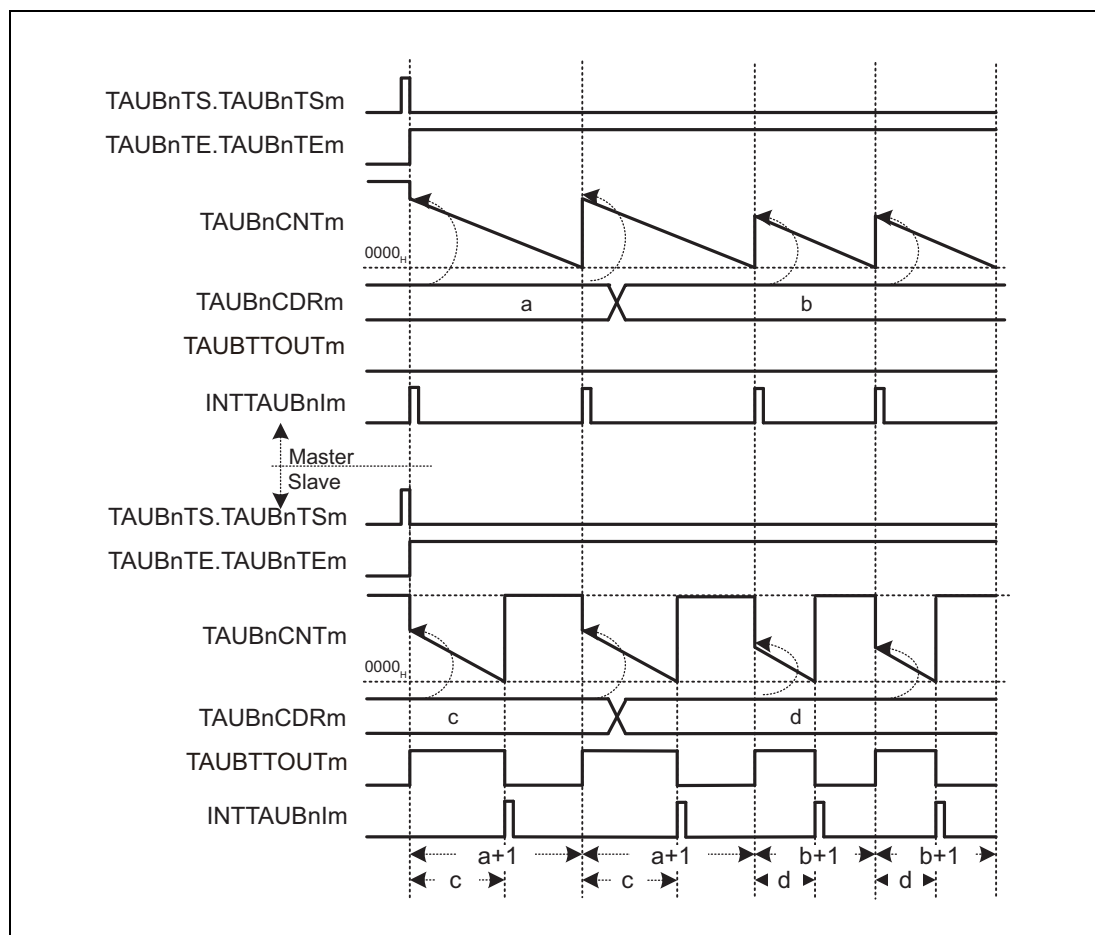 TAUBnTS.TAUBnTSm
TAUBnTE.TAUBnTEm
TAUBnCNTm
0000H
TAUBnCDRm
a
b
TAUBTTOUTm
INTTAUBnIm
Master
Slave
TAUBnTS.TAUBnTSm
TAUBnTE.TAUBnTEm
TAUBnCNTm
0000H
TAUBnCDRm
c
d
TAUBTTOUTm
INTTAUBnIm
a+1 a+1 b+1 b+1
c c d d